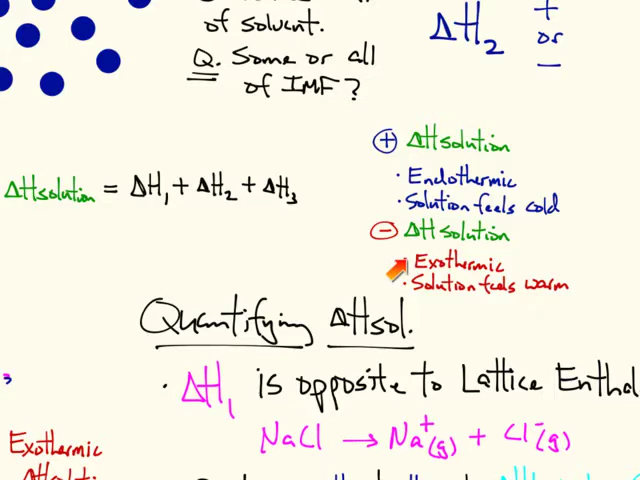 of solvent.
Q. Some or all
of IMF?
ΔH2
+
or
−
+ ΔHsolution
· Endothermic
· Solution feels cold
− ΔHsolution
Exothermic
· Solution feels warm
ΔHsolution = ΔH1 + ΔH2 + ΔH3
Quantifying ΔHsol.
3
· ΔH1 is opposite to Lattice Enthal
NaCl → Na+(g) + Cl-(g)
Exothermic